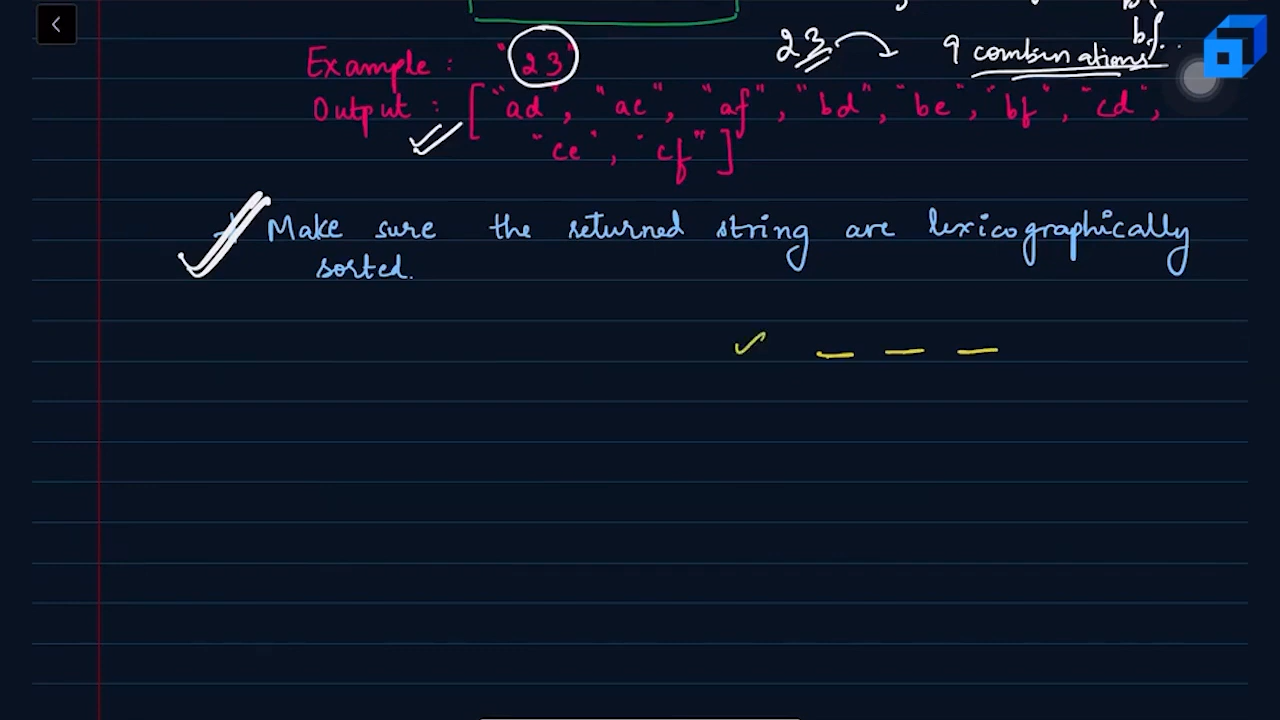 23 9 combinations
Example : "23"
Output : ["ad", "ac", "af", "bd", "be", "bf", "cd",
"ce", "cf"]
* Make sure the returned string are lexicographically
sorted.